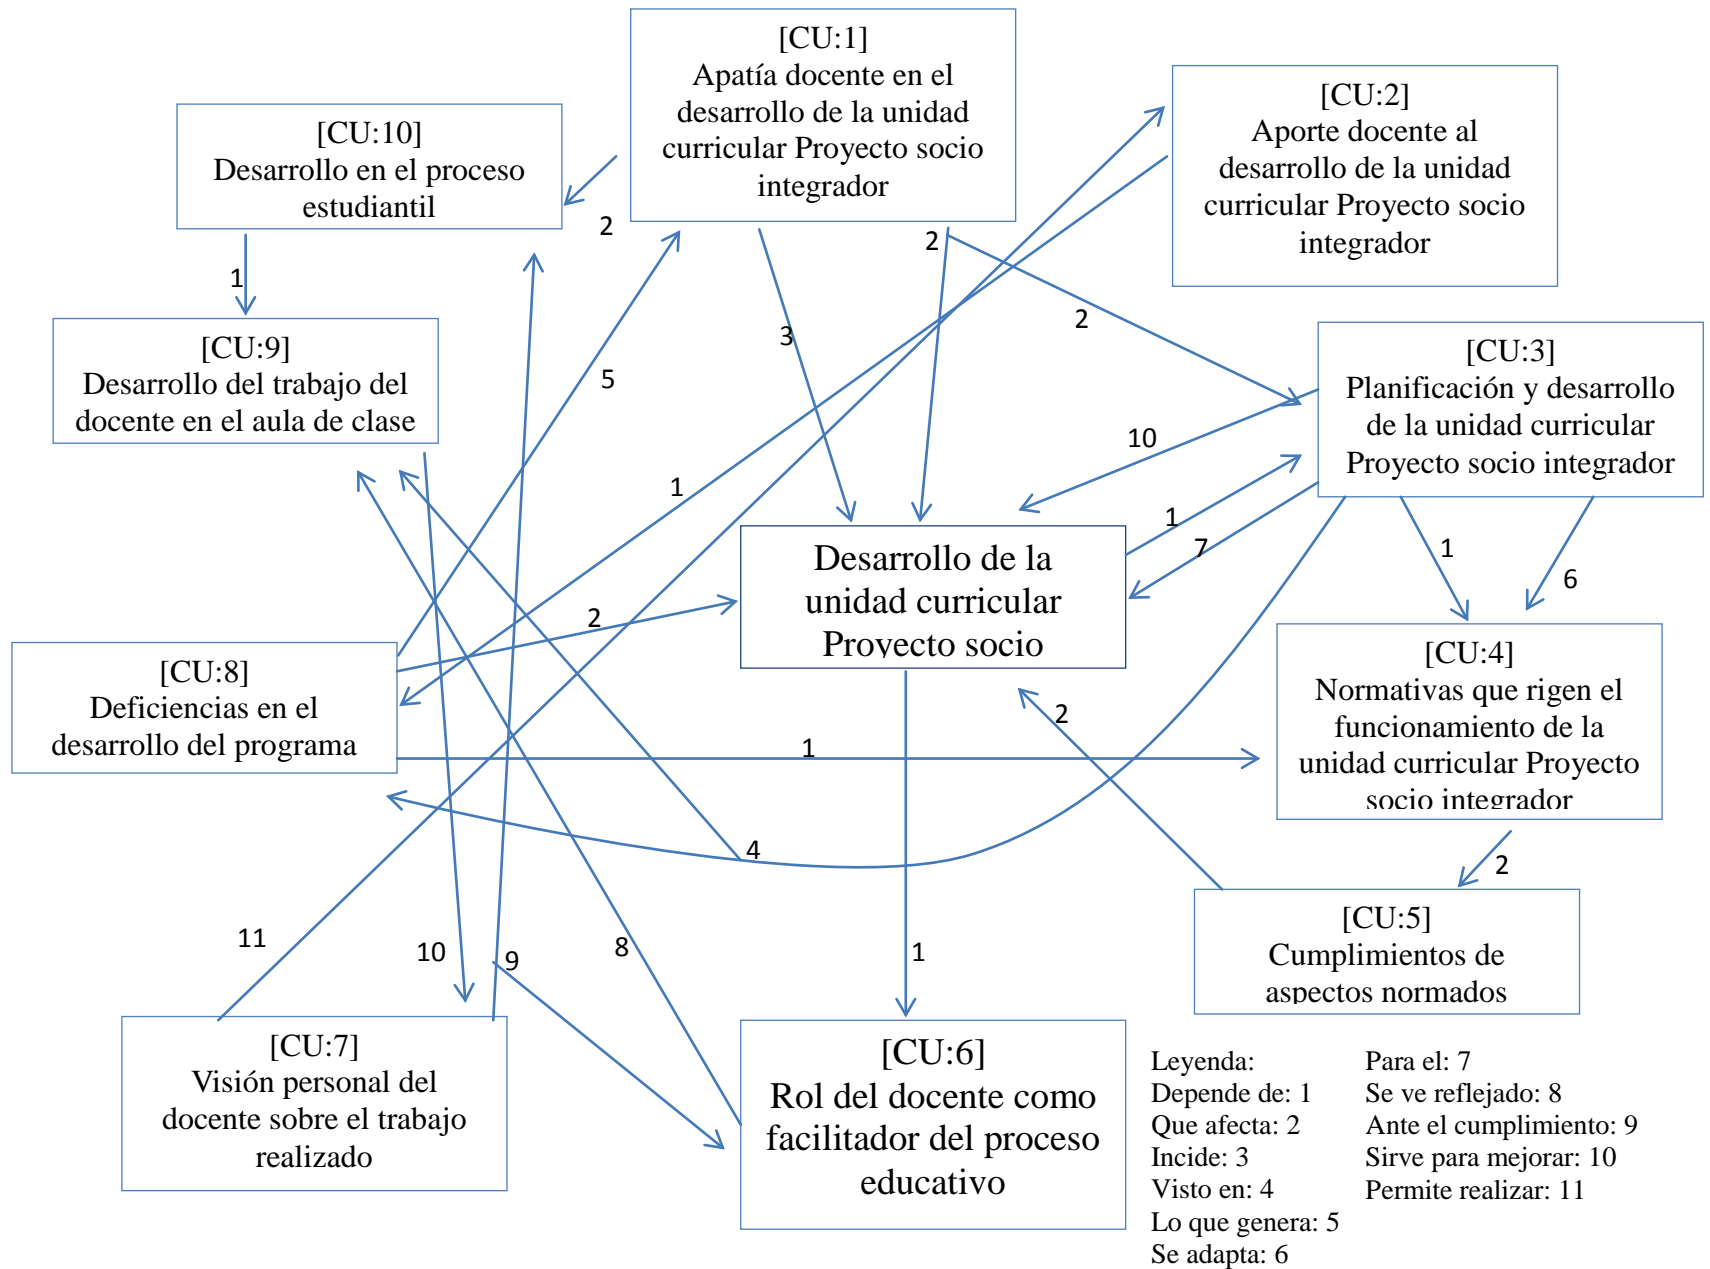 [CU:1]
Apatía docente en el
desarrollo de la unidad
curricular Proyecto socio
integrador
[CU:2]
Aporte docente al
desarrollo de la unidad
curricular Proyecto socio
integrador
[CU:10]
Desarrollo en el proceso
estudiantil
2
2
1
3
2
[CU:9]
Desarrollo del trabajo del
docente en el aula de clase
[CU:3]
Planificación y desarrollo
de la unidad curricular
Proyecto socio integrador
5
10
1
1
7
1
6
Desarrollo de la
unidad curricular
Proyecto socio
2
[CU:8]
Deficiencias en el
desarrollo del programa
[CU:4]
Normativas que rigen el
funcionamiento de la
unidad curricular Proyecto
socio integrador
2
1
4
2
[CU:5]
Cumplimientos de
aspectos normados
11
10
9
8
1
[CU:7]
Visión personal del
docente sobre el trabajo
realizado
[CU:6]
Rol del docente como
facilitador del proceso
educativo
Leyenda:
Depende de: 1
Que afecta: 2
Incide: 3
Visto en: 4
Lo que genera: 5
Se adapta: 6
Para el: 7
Se ve reflejado: 8
Ante el cumplimiento: 9
Sirve para mejorar: 10
Permite realizar: 11